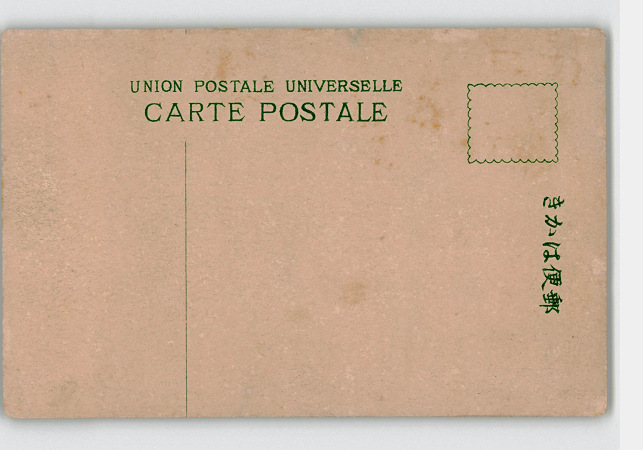 UNION POSTALE UNIVERSELLE
CARTE POSTALE
郵便はかき